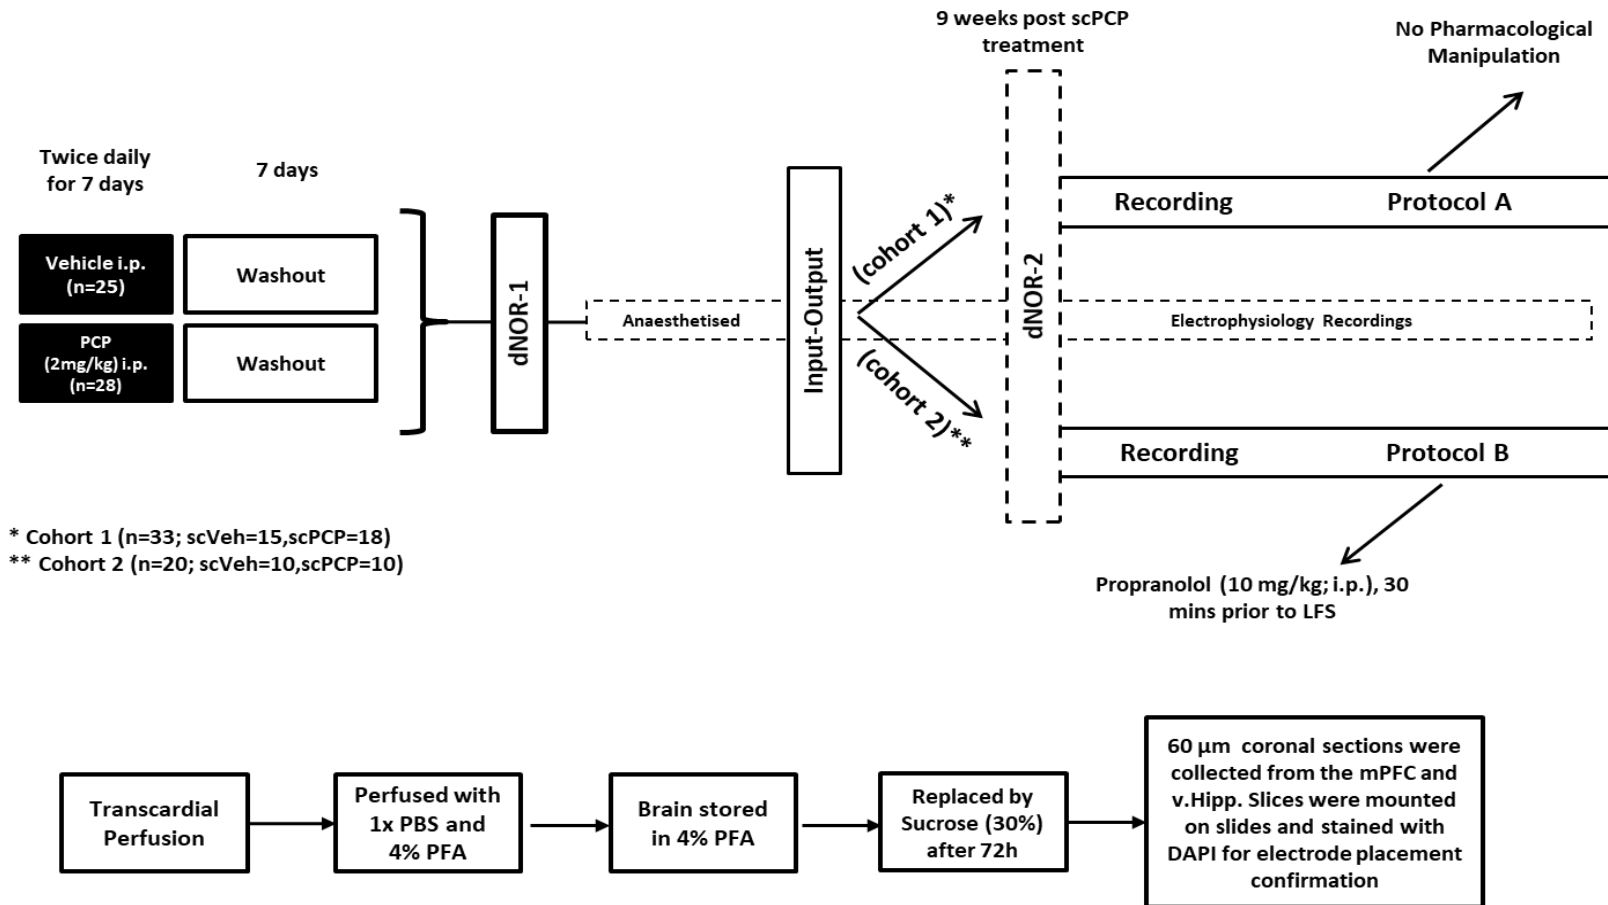 9 weeks post scPCP
treatment
No Pharmacological
Manipulation
Twice daily
for 7 days
7 days
Vehicle i.p.
(n=25)
Washout
PCP
(2mg/kg) i.p.
(n=28)
Washout
dNOR-1
Anaesthetised
Input-Output
(cohort 1)*
(cohort 2)**
dNOR-2
Recording
Protocol A
Electrophysiology Recordings
Recording
Protocol B
* Cohort 1 (n=33; scVeh=15,scPCP=18)
** Cohort 2 (n=20; scVeh=10,scPCP=10)
Propranolol (10 mg/kg; i.p.), 30
mins prior to LFS
Transcardial
Perfusion
Perfused with
1x PBS and
4% PFA
Brain stored
in 4% PFA
Replaced by
Sucrose (30%)
after 72h
60 µm coronal sections were
collected from the mPFC and
v.Hipp. Slices were mounted
on slides and stained with
DAPI for electrode placement
confirmation